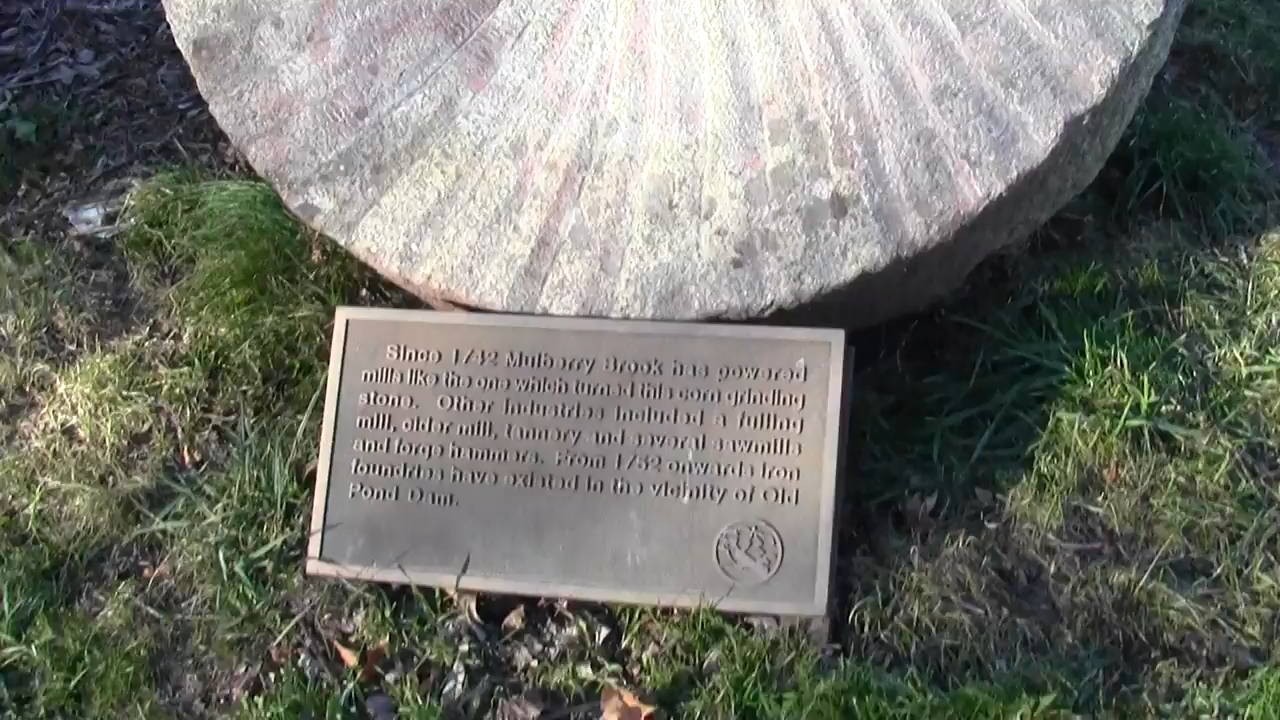 Since 1742 Mulberry Brook has powered
mills like the one which turned this corn grinding
stone. Other industries included a fulling
mill, cider mill, tannery and several sawmills
and forge hammers. From 1752 onwards iron
foundries have existed in the vicinity of Old
Pond Dam.